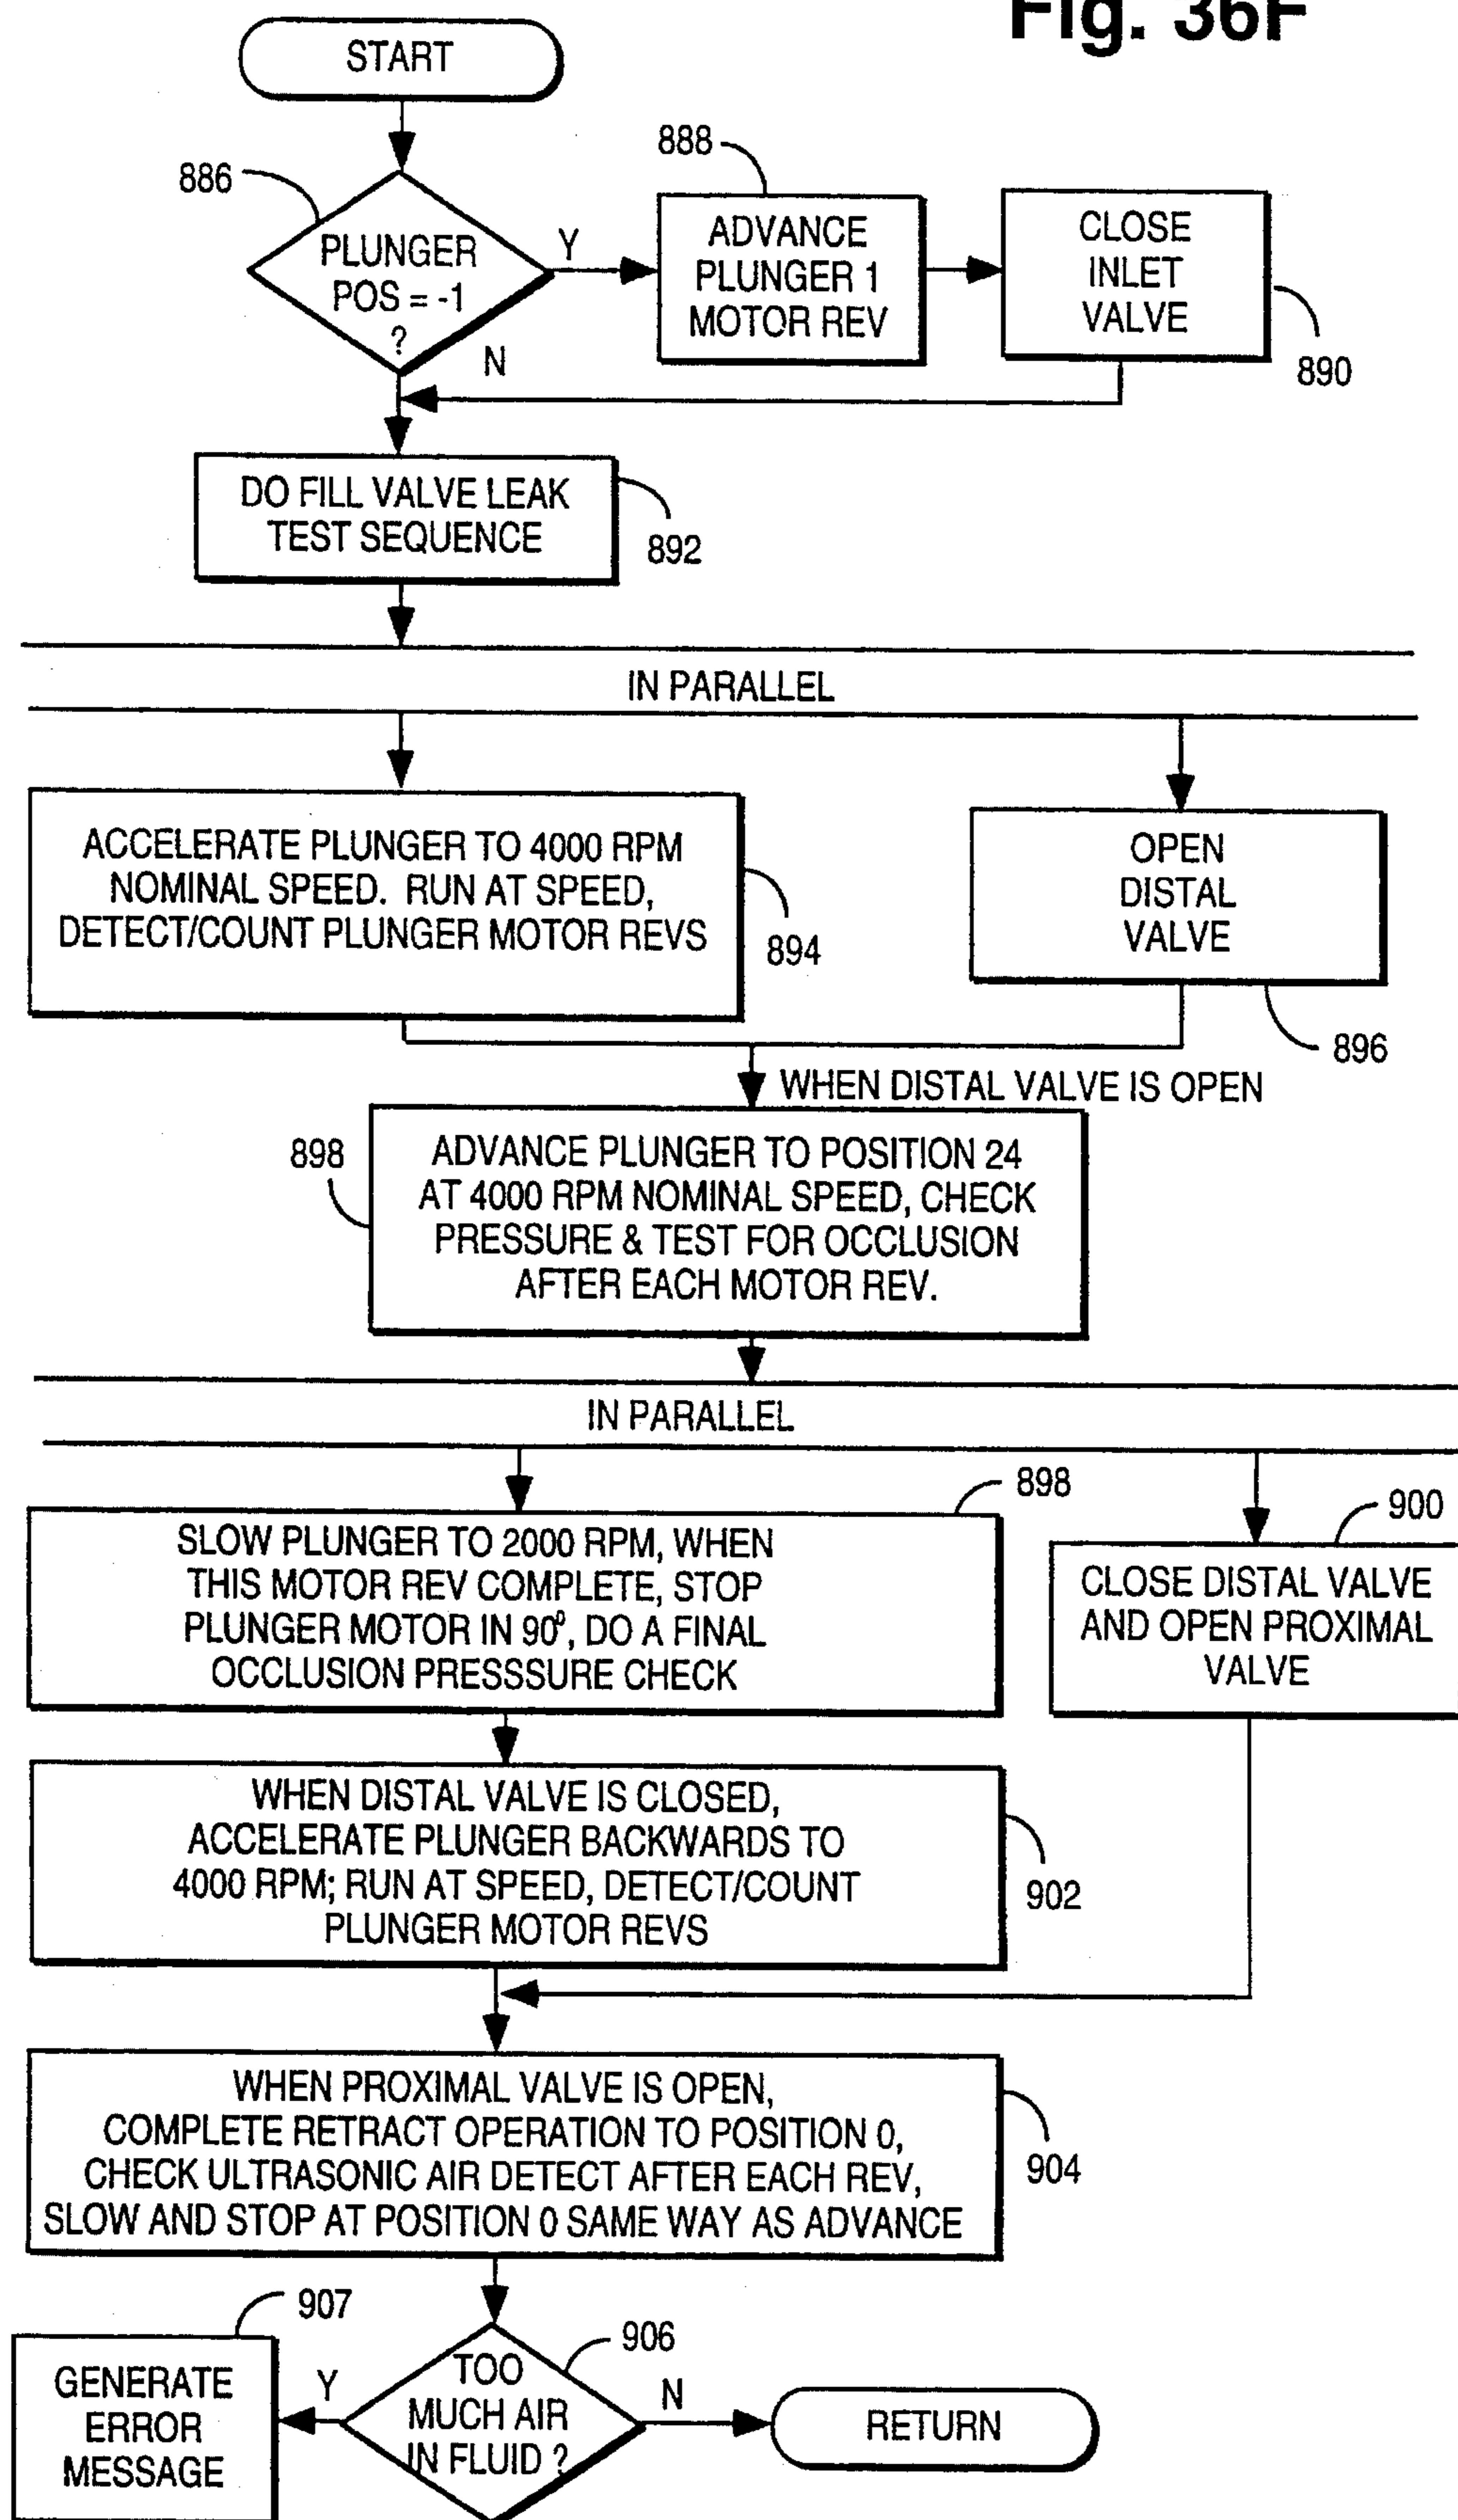 Fig. 36F
START
886
PLUNGER
POS = -1
?
Y
N
888
ADVANCE
PLUNGER 1
MOTOR REV
CLOSE
INLET
VALVE
890
DO FILL VALVE LEAK
TEST SEQUENCE
892
IN PARALLEL
ACCELERATE PLUNGER TO 4000 RPM
NOMINAL SPEED. RUN AT SPEED,
DETECT/COUNT PLUNGER MOTOR REVS
894
OPEN
DISTAL
VALVE
896
WHEN DISTAL VALVE IS OPEN
898
ADVANCE PLUNGER TO POSITION 24
AT 4000 RPM NOMINAL SPEED, CHECK
PRESSURE & TEST FOR OCCLUSION
AFTER EACH MOTOR REV.
IN PARALLEL
898
SLOW PLUNGER TO 2000 RPM, WHEN
THIS MOTOR REV COMPLETE, STOP
PLUNGER MOTOR IN 90⁰, DO A FINAL
OCCLUSION PRESSSURE CHECK
900
CLOSE DISTAL VALVE
AND OPEN PROXIMAL
VALVE
WHEN DISTAL VALVE IS CLOSED,
ACCELERATE PLUNGER BACKWARDS TO
4000 RPM; RUN AT SPEED, DETECT/COUNT
PLUNGER MOTOR REVS
902
WHEN PROXIMAL VALVE IS OPEN,
COMPLETE RETRACT OPERATION TO POSITION 0,
CHECK ULTRASONIC AIR DETECT AFTER EACH REV,
SLOW AND STOP AT POSITION 0 SAME WAY AS ADVANCE
904
907
GENERATE
ERROR
MESSAGE
Y
906
TOO
MUCH AIR
IN FLUID ?
N
RETURN